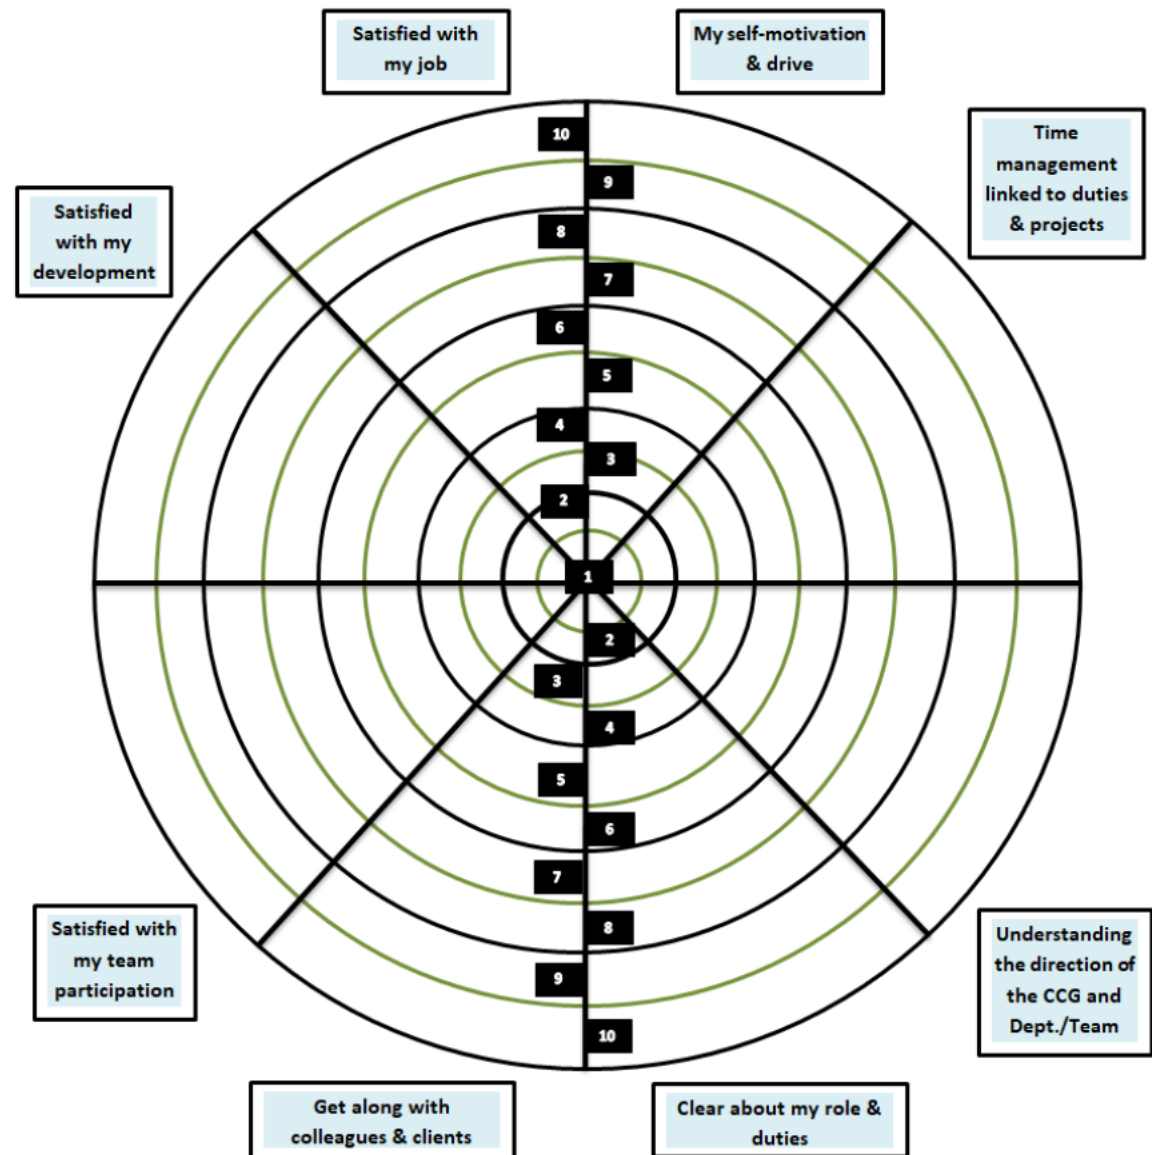 Satisfied with
my job
My self-motivation
& drive
Time
management
linked to duties
& projects
Satisfied
with my
development
10
9
8
7
6
5
4
3
2
1
2
3
4
5
6
7
8
9
10
Satisfied with
my team
participation
Understanding
the direction of
the CCG and
Dept./Team
Get along with
colleagues & clients
Clear about my role &
duties